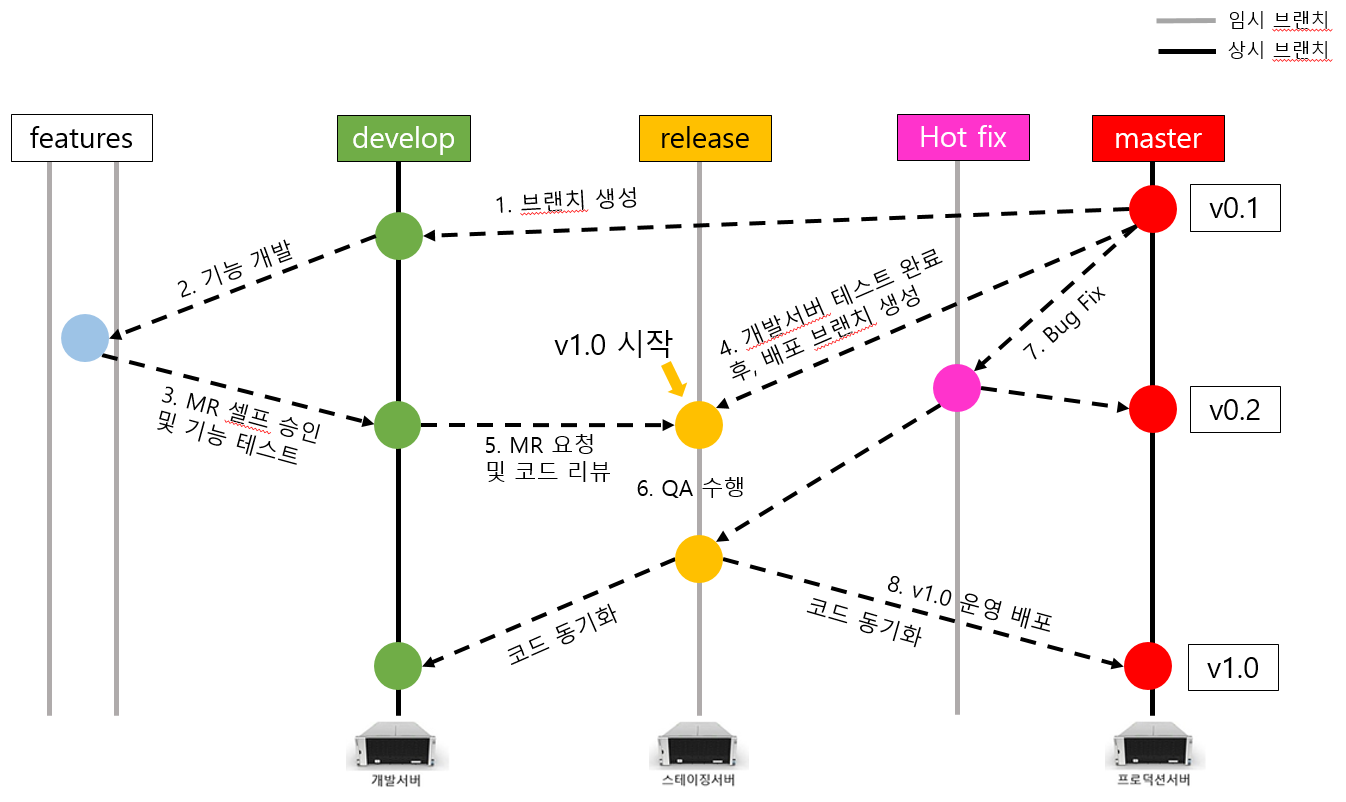 임시 브랜치
상시 브랜치
features
develop
release
Hot fix
master
1. 브랜치 생성
v0.1
2. 기능 개발
4. 개발서버 테스트 완료
후, 배포 브랜치 생성
7. Bug Fix
v1.0 시작
3. MR 셀프 승인
및 기능 테스트
v0.2
5. MR 요청
및 코드 리뷰
6. QA 수행
8. v1.0 운영 배포
코드 동기화
코드 동기화
v1.0
개발서버
스테이징서버
프로덕션서버